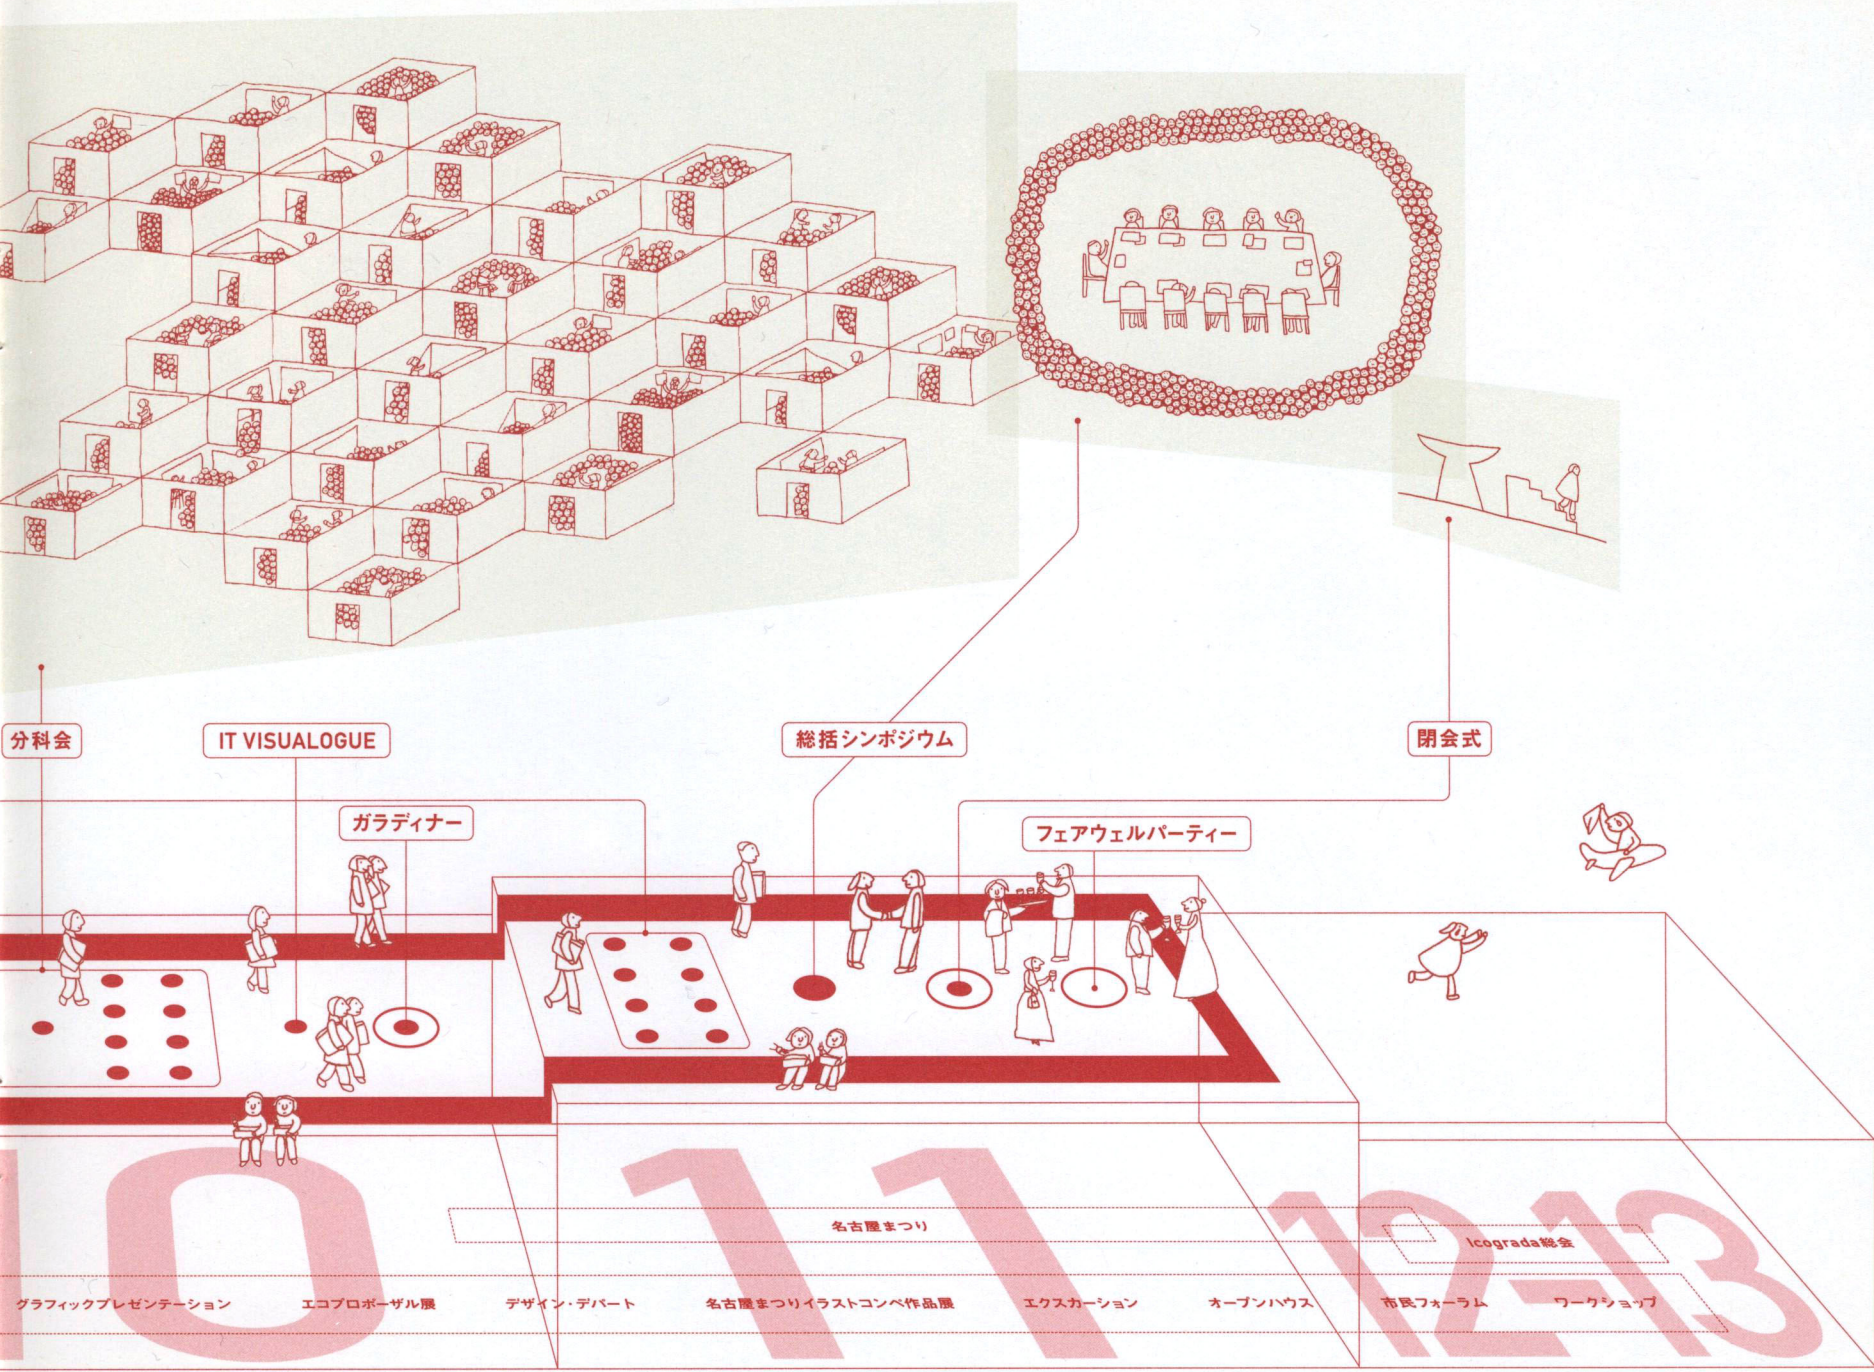 分科会
IT VISUALOGUE
総括シンポジウム
閉会式
ガラディナー
フェアウェルパーティー
10
11
12-13
名古屋まつり
Icograda総会
グラフィックプレゼンテーション
エコプロポーザル展
デザイン・デパート
名古屋まつりイラストコンペ作品展
エクスカーション
オープンハウス
市民フォーラム
ワークショップ